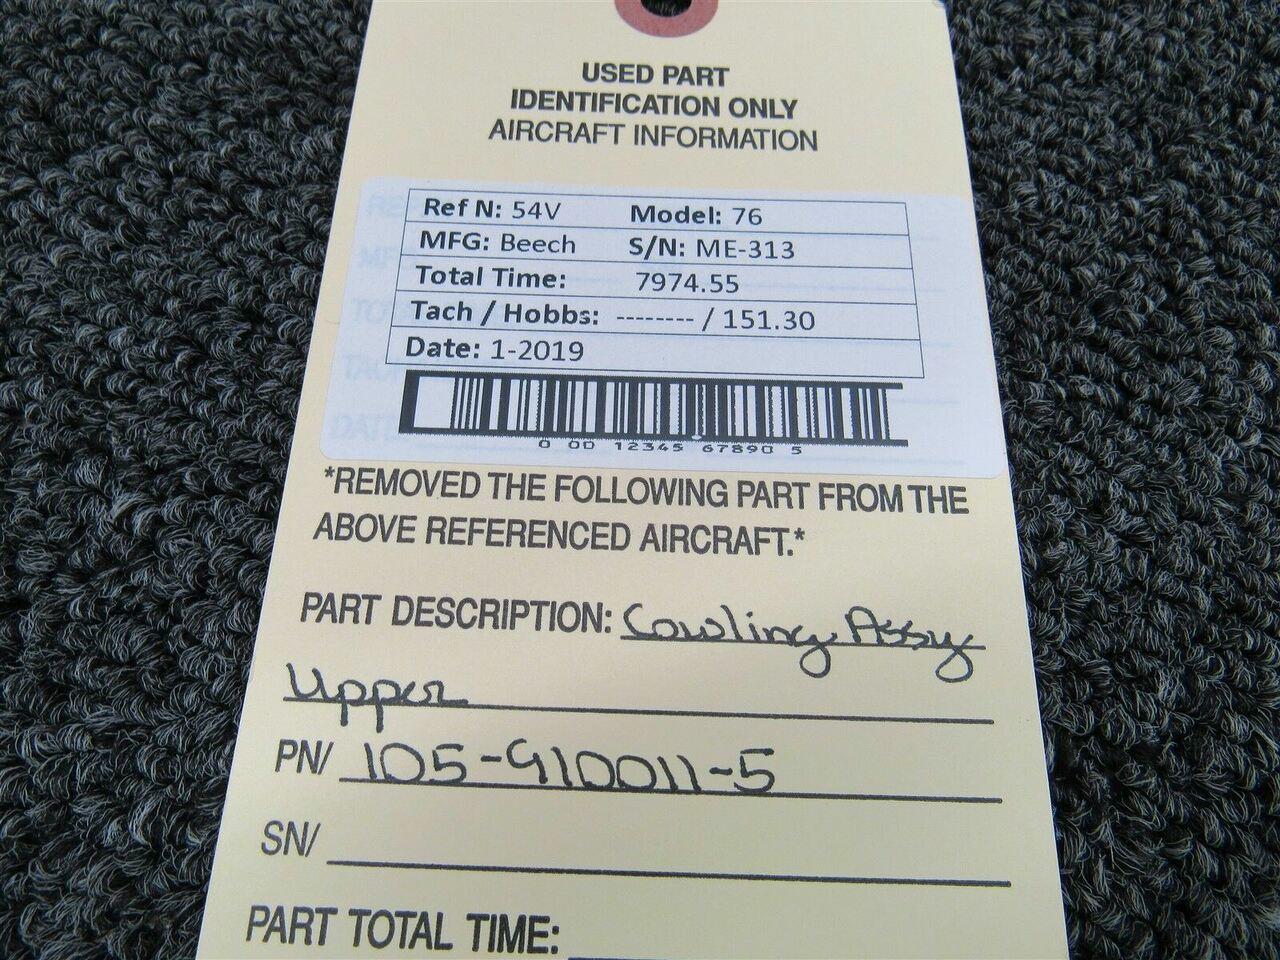 USED PART
IDENTIFICATION ONLY
AIRCRAFT INFORMATION
Ref N: 54V Model: 76
MFG: Beech S/N: ME-313
Total Time: 7974.55
Tach / Hobbs: -------- / 151.30
Date: 1-2019
0 00 12345 67890 5
*REMOVED THE FOLLOWING PART FROM THE
ABOVE REFERENCED AIRCRAFT.*
PART DESCRIPTION: Cowling Assy
Upper
PN/ 105-910011-5
SN/
PART TOTAL TIME: